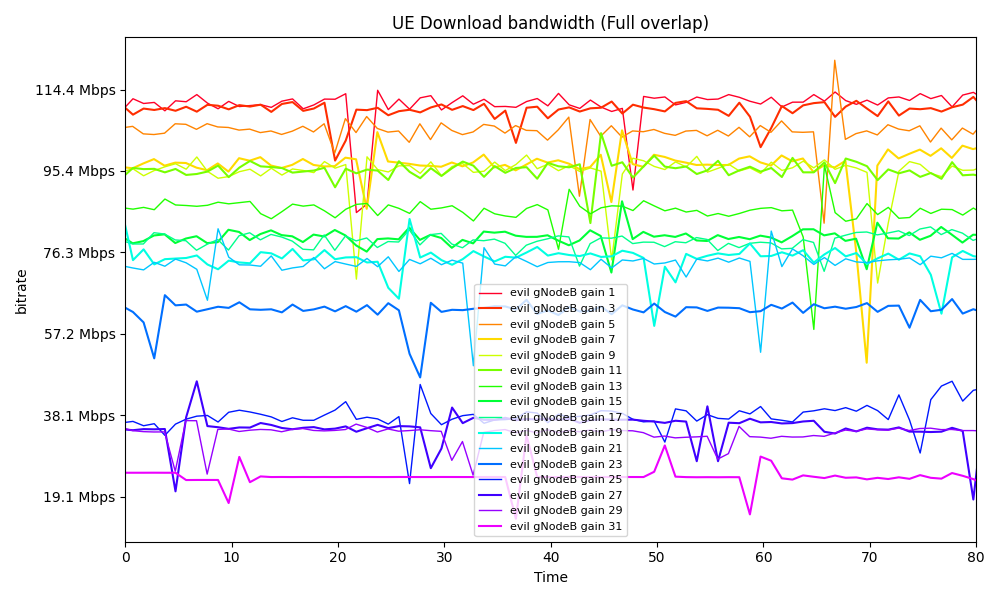 UE Download bandwidth (Full overlap)
114.4 Mbps
95.4 Mbps
76.3 Mbps
57.2 Mbps
38.1 Mbps
19.1 Mbps
bitrate
evil gNodeB gain 1
evil gNodeB gain 3
evil gNodeB gain 5
evil gNodeB gain 7
evil gNodeB gain 9
evil gNodeB gain 11
evil gNodeB gain 13
evil gNodeB gain 15
evil gNodeB gain 17
evil gNodeB gain 19
evil gNodeB gain 21
evil gNodeB gain 23
evil gNodeB gain 25
evil gNodeB gain 27
evil gNodeB gain 29
evil gNodeB gain 31
0 10 20 30 40 50 60 70 80
Time